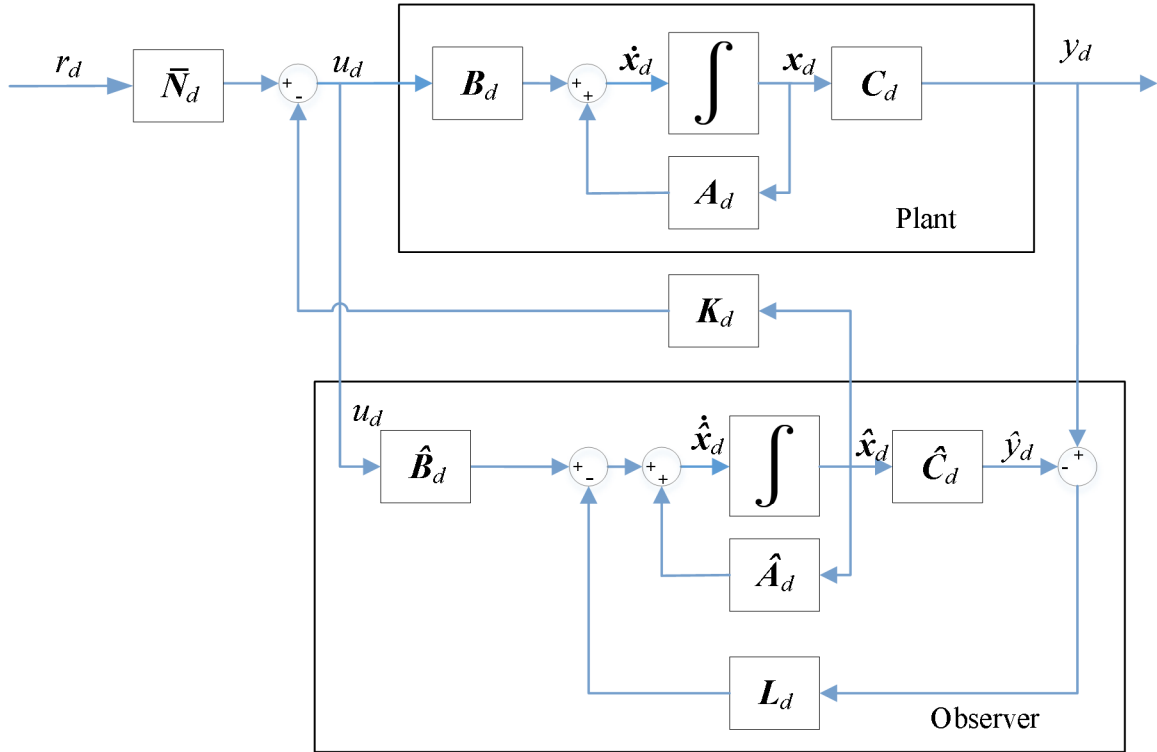 r_d
N̄_d
+
-
u_d
B_d
+
+
ẋ_d
∫
x_d
C_d
y_d
A_d
Plant
K_d
u_d
B̂_d
+
-
+
+
x̂̇_d
∫
x̂_d
Ĉ_d
ŷ_d
+
-
Â_d
L_d
Observer